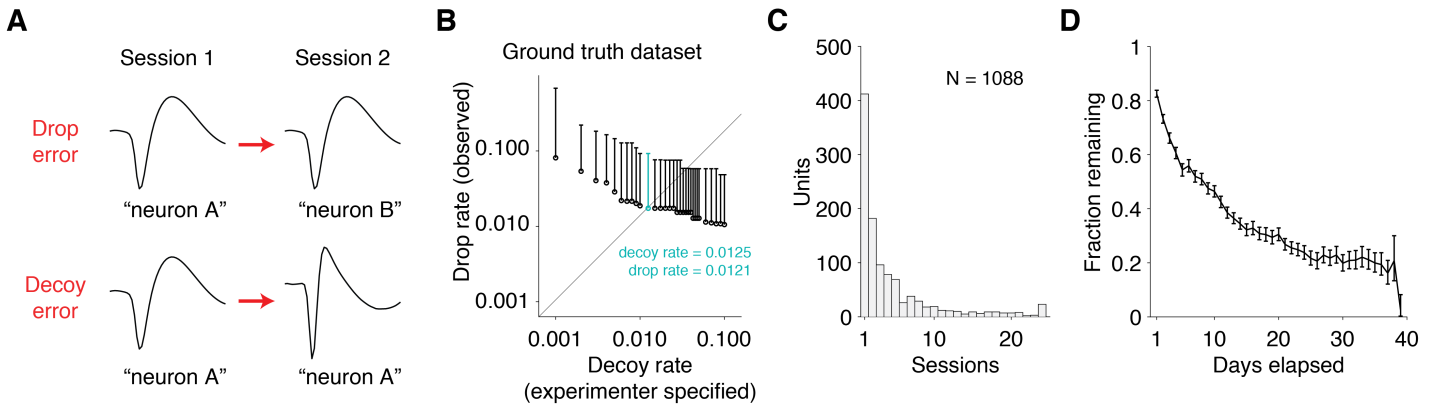 A
Session 1
Session 2
Drop
error
"neuron A"
"neuron B"
Decoy
error
"neuron A"
"neuron A"
B
Ground truth dataset
Drop rate (observed)
0.100
0.010
0.001
decoy rate = 0.0125
drop rate = 0.0121
0.001
0.010
0.100
Decoy rate
(experimenter specified)
C
N = 1088
Units
500
400
300
200
100
0
1
10
20
Sessions
D
Fraction remaining
1
0.8
0.6
0.4
0.2
0
1
10
20
30
40
Days elapsed